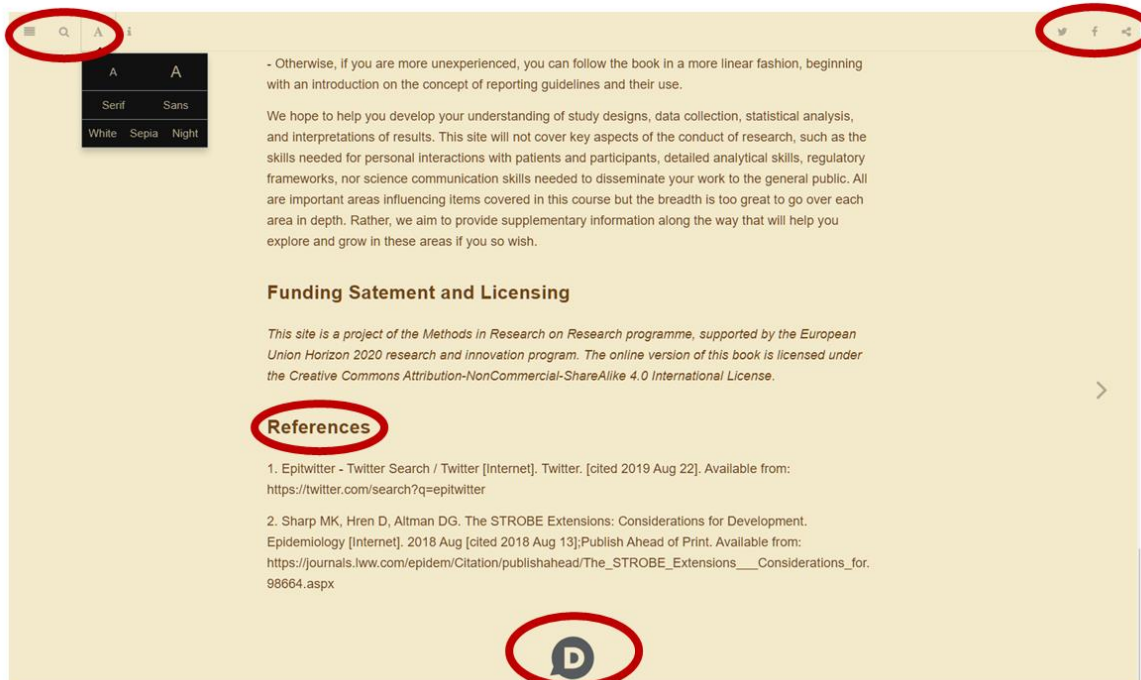 A i
A A
Serif Sans
White Sepia Night
- Otherwise, if you are more unexperienced, you can follow the book in a more linear fashion, beginning
with an introduction on the concept of reporting guidelines and their use.
We hope to help you develop your understanding of study designs, data collection, statistical analysis,
and interpretations of results. This site will not cover key aspects of the conduct of research, such as the
skills needed for personal interactions with patients and participants, detailed analytical skills, regulatory
frameworks, nor science communication skills needed to disseminate your work to the general public. All
are important areas influencing items covered in this course but the breadth is too great to go over each
area in depth. Rather, we aim to provide supplementary information along the way that will help you
explore and grow in these areas if you so wish.
Funding Satement and Licensing
This site is a project of the Methods in Research on Research programme, supported by the European
Union Horizon 2020 research and innovation program. The online version of this book is licensed under
the Creative Commons Attribution-NonCommercial-ShareAlike 4.0 International License.
References
1. Epitwitter - Twitter Search / Twitter [Internet]. Twitter. [cited 2019 Aug 22]. Available from:
https://twitter.com/search?q=epitwitter
2. Sharp MK, Hren D, Altman DG. The STROBE Extensions: Considerations for Development.
Epidemiology [Internet]. 2018 Aug [cited 2018 Aug 13];Publish Ahead of Print. Available from:
https://journals.lww.com/epidem/Citation/publishahead/The_STROBE_Extensions___Considerations_for.
98664.aspx
D